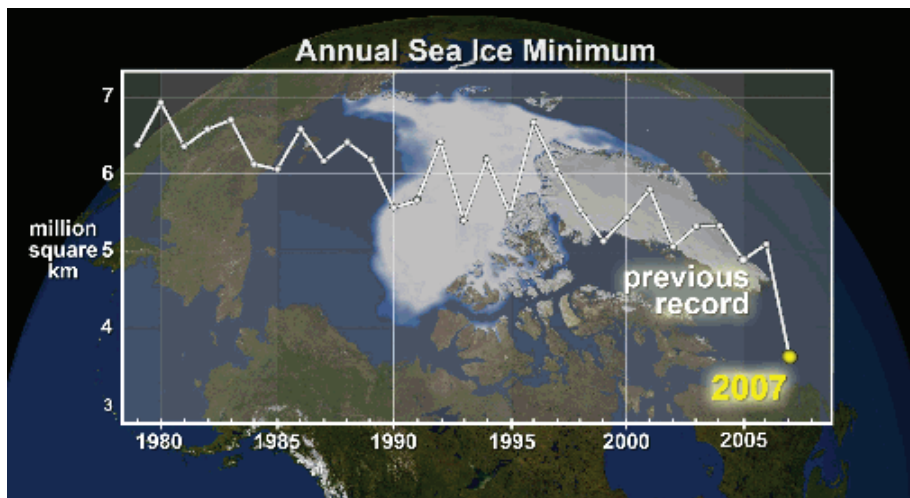 Annual Sea Ice Minimum
7
6
million
square
km
5
4
3
previous
record
2007
1980 1985 1990 1995 2000 2005